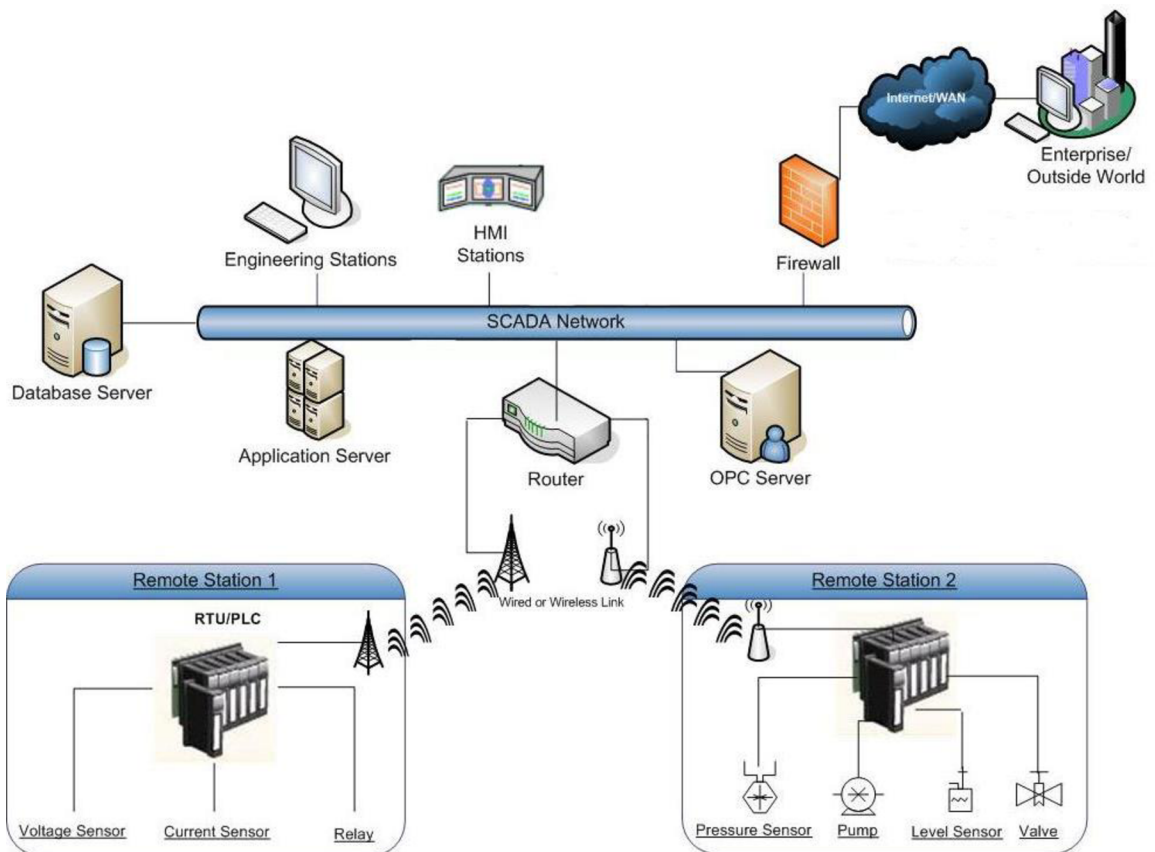 Internet/WAN
Enterprise/
Outside World
HMI
Stations
Engineering Stations
Firewall
SCADA Network
Database Server
Application Server
Router
OPC Server
Remote Station 1
Wired or Wireless Link
Remote Station 2
RTU/PLC
Voltage Sensor
Current Sensor
Relay
Pressure Sensor
Pump
Level Sensor
Valve